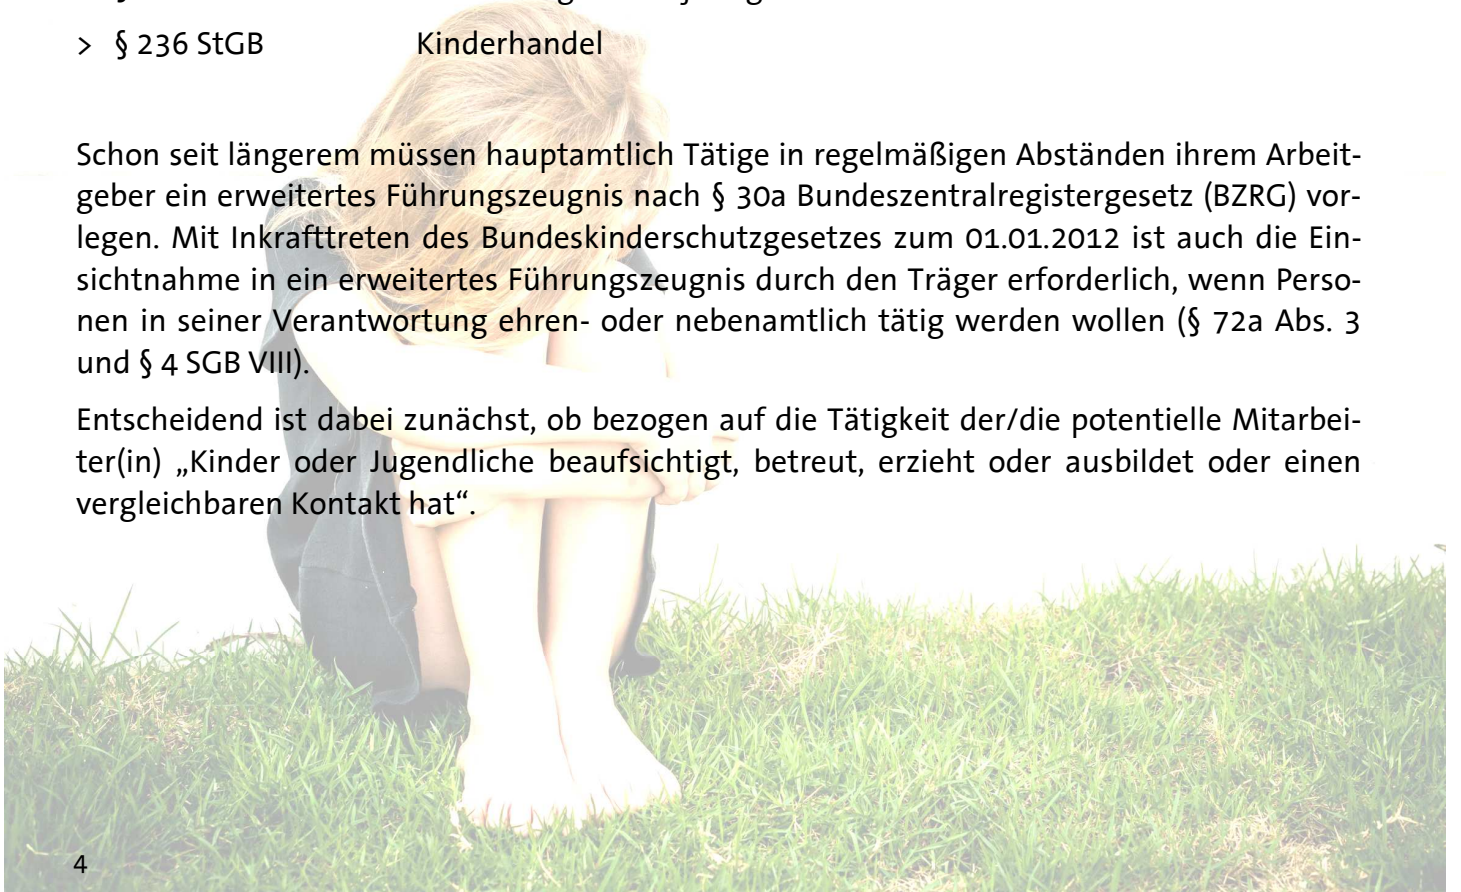 > § 236 StGB Kinderhandel
Schon seit längerem müssen hauptamtlich Tätige in regelmäßigen Abständen ihrem Arbeit-
geber ein erweitertes Führungszeugnis nach § 30a Bundeszentralregistergesetz (BZRG) vor-
legen. Mit Inkrafttreten des Bundeskinderschutzgesetzes zum 01.01.2012 ist auch die Ein-
sichtnahme in ein erweitertes Führungszeugnis durch den Träger erforderlich, wenn Perso-
nen in seiner Verantwortung ehren- oder nebenamtlich tätig werden wollen (§ 72a Abs. 3
und § 4 SGB VIII).
Entscheidend ist dabei zunächst, ob bezogen auf die Tätigkeit der/die potentielle Mitarbei-
ter(in) „Kinder oder Jugendliche beaufsichtigt, betreut, erzieht oder ausbildet oder einen
vergleichbaren Kontakt hat“.
4